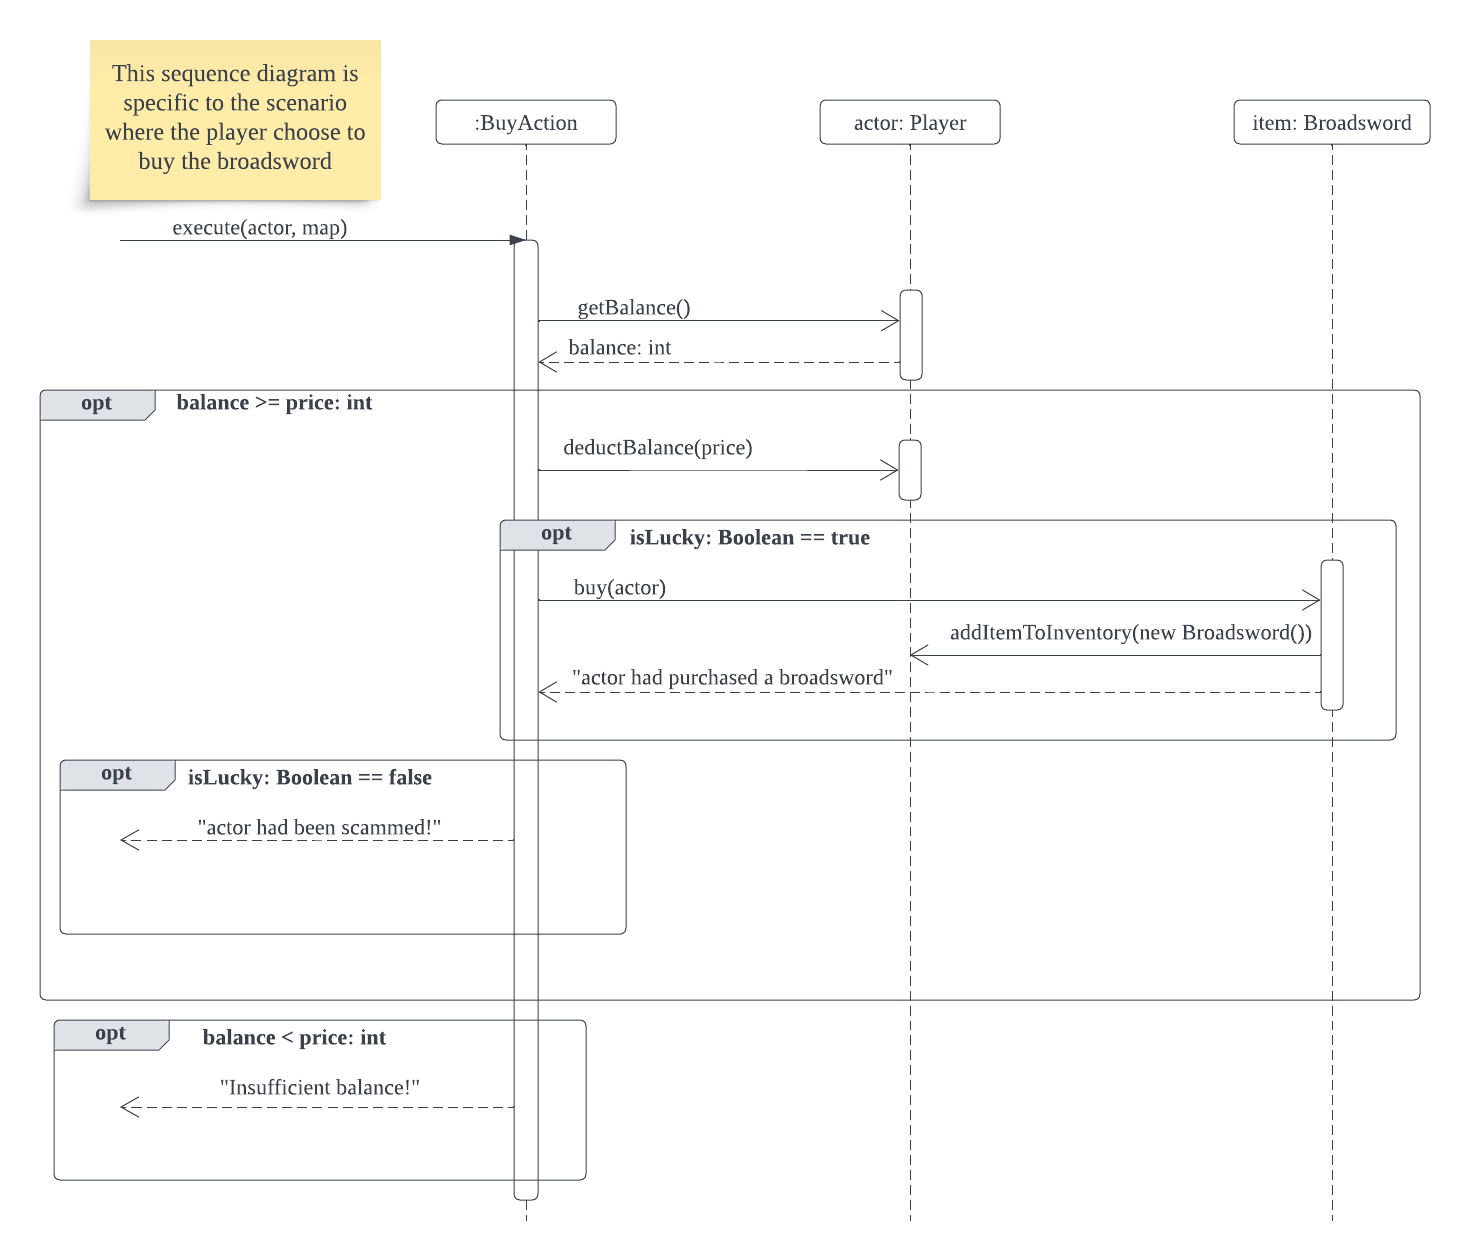 This sequence diagram is
specific to the scenario
where the player choose to
buy the broadsword
:BuyAction
actor: Player
item: Broadsword
execute(actor, map)
getBalance()
balance: int
opt
balance >= price: int
deductBalance(price)
opt
isLucky: Boolean == true
buy(actor)
addItemToInventory(new Broadsword())
"actor had purchased a broadsword"
opt
isLucky: Boolean == false
"actor had been scammed!"
opt
balance < price: int
"Insufficient balance!"